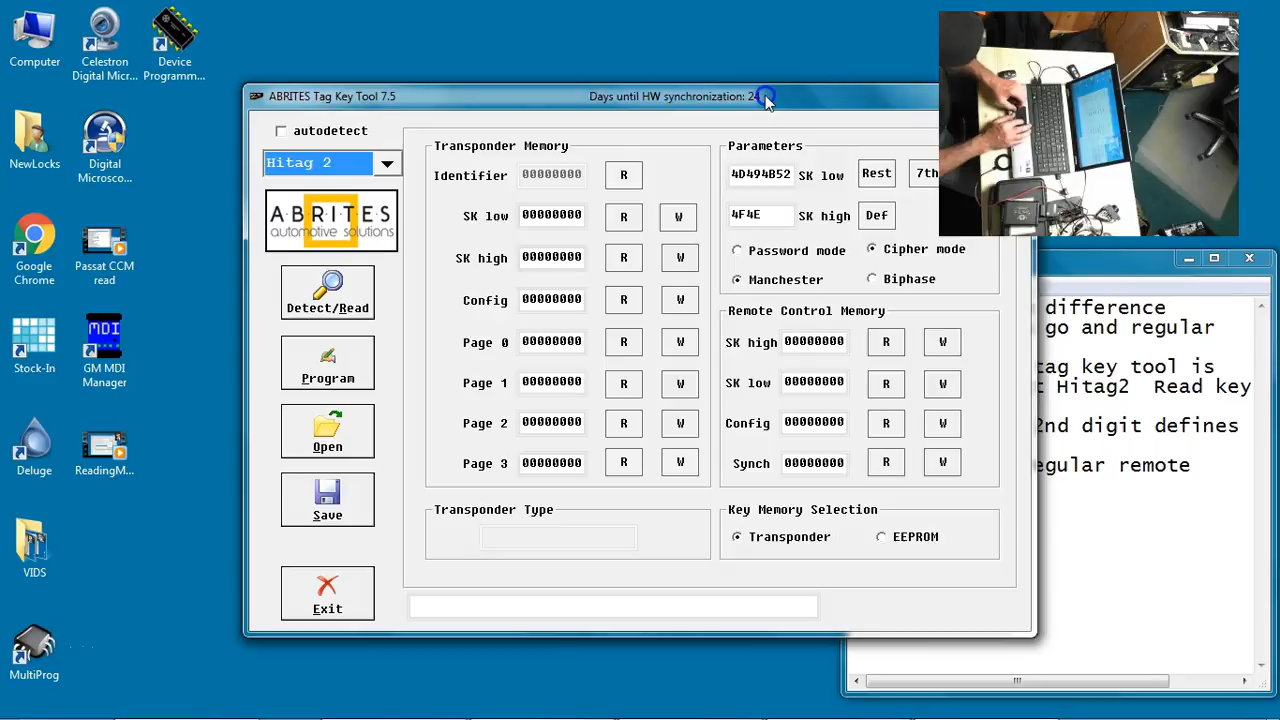 Computer
Celestron
Digital Micr...
Device
Programm...
NewLocks
Digital
Microsco...
Google
Chrome
Passat CCM
read
Stock-In
MDI
GM MDI
Manager
Deluge
ReadingM...
VIDS
MultiProg
ABRITES Tag Key Tool 7.5
Days until HW synchronization: 24
autodetect
Hitag 2
ABRITES
automotive solutions
Detect/Read
Program
Open
Save
Exit
Transponder Memory
Identifier 00000000 R
SK low 00000000 R W
SK high 00000000 R W
Config 00000000 R W
Page 0 00000000 R W
Page 1 00000000 R W
Page 2 00000000 R W
Page 3 00000000 R W
Transponder Type
Parameters
4D494B52 SK low Rest 7th
4F4E SK high Def
Password mode Cipher mode
Manchester Biphase
Remote Control Memory
SK high 00000000 R W
SK low 00000000 R W
Config 00000000 R W
Synch 00000000 R W
Key Memory Selection
Transponder EEPROM
difference
go and regular
tag key tool is
t Hitag2 Read key
2nd digit defines
egular remote